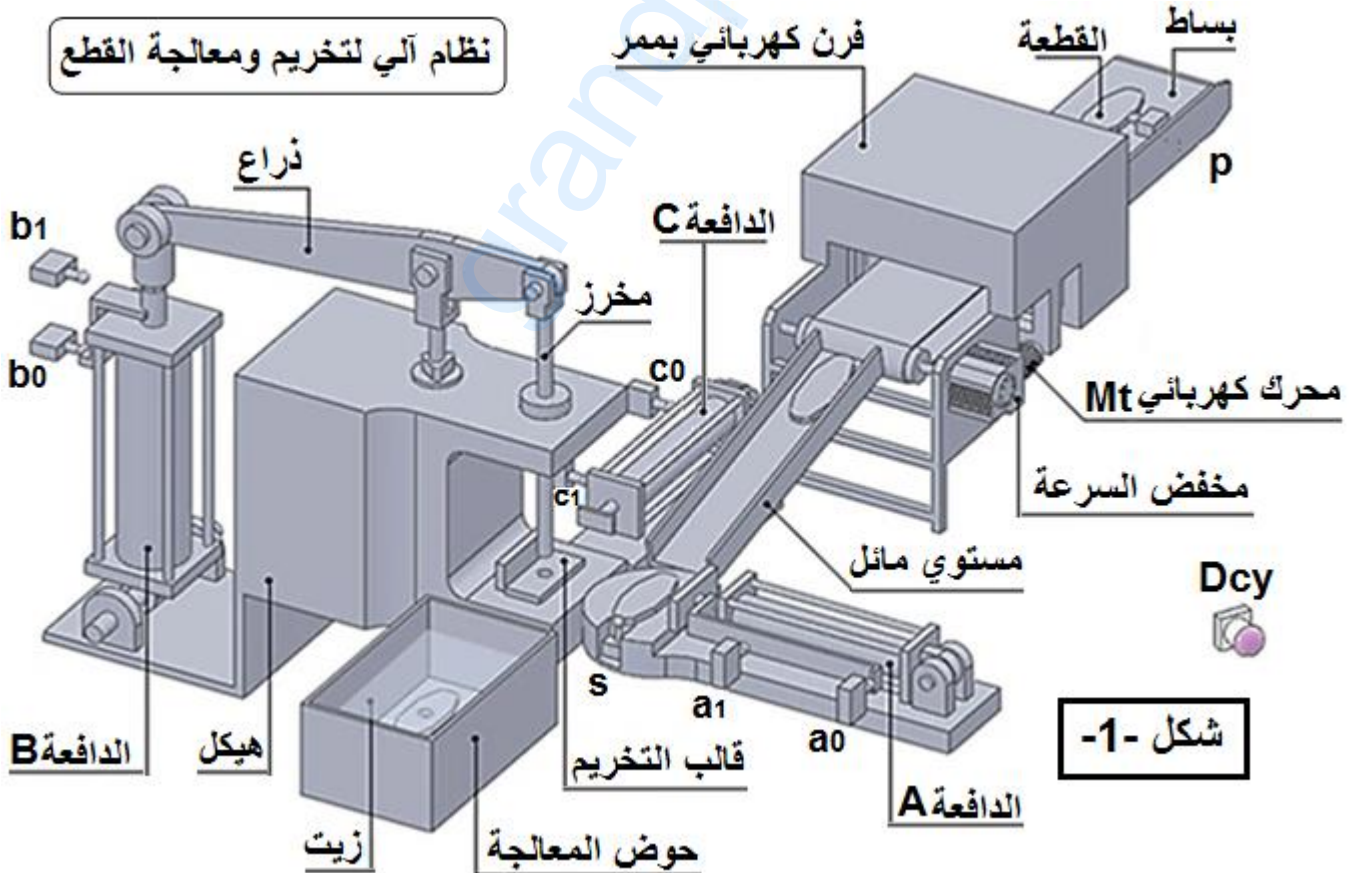 نظام آلي لتخريم ومعالجة القطع
بساط
القطعة
فرن كهربائي بممر
p
ذراع
الدافعة C
b1
مخرز
b0
c0
محرك كهربائي Mt
c1
مخفض السرعة
مستوي مائل
Dcy
s
a1
a0
شكل -1-
الدافعة B
هيكل
قالب التخريم
الدافعة A
زيت
حوض المعالجة